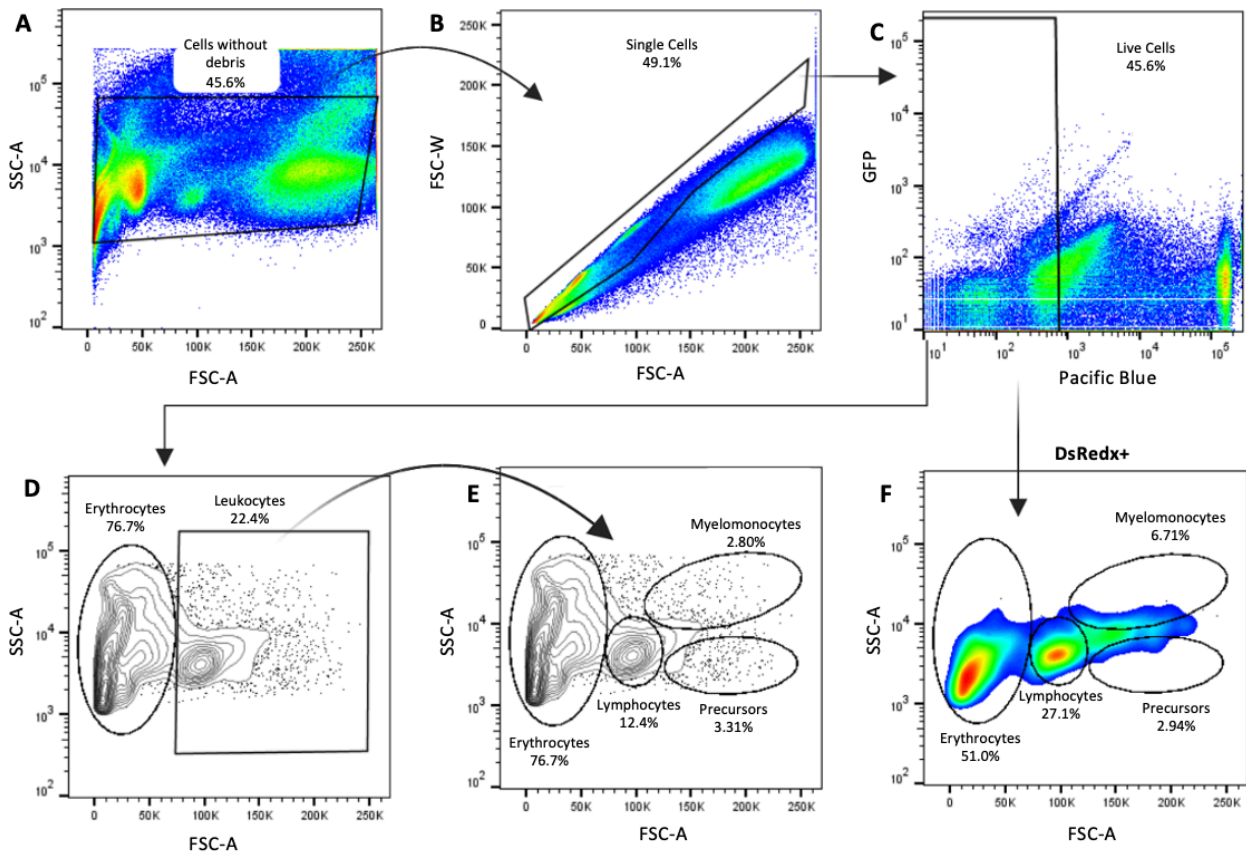 A
Cells without
debris
45.6%
SSC-A
10^5
10^4
10^3
10^2
0
50K
100K
150K
200K
250K
FSC-A
B
Single Cells
49.1%
FSC-W
250K
200K
150K
100K
50K
0
0
50K
100K
150K
200K
250K
FSC-A
C
Live Cells
45.6%
GFP
10^5
10^4
10^3
10^2
10^1
10^1
10^2
10^3
10^4
10^5
Pacific Blue
DsRedx+
D
Erythrocytes
76.7%
Leukocytes
22.4%
SSC-A
10^5
10^4
10^3
10^2
0
50K
100K
150K
200K
250K
FSC-A
E
Myelomonocytes
2.80%
SSC-A
10^5
10^4
10^3
10^2
Lymphocytes
12.4%
Precursors
3.31%
Erythrocytes
76.7%
0
50K
100K
150K
200K
250K
FSC-A
F
Myelomonocytes
6.71%
SSC-A
10^5
10^4
10^3
10^2
Lymphocytes
27.1%
Precursors
2.94%
Erythrocytes
51.0%
0
50K
100K
150K
200K
250K
FSC-A